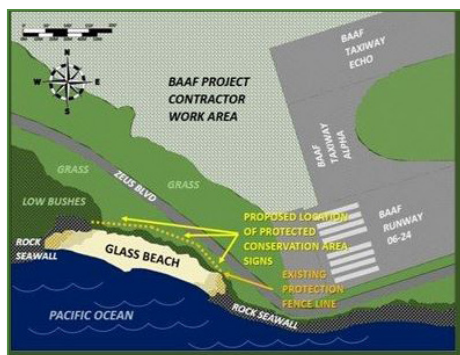 N
W E
S
BAAF PROJECT
CONTRACTOR
WORK AREA
BAAF
TAXIWAY
ECHO
BAAF
TAXIWAY
ALPHA
BAAF
RUNWAY
06-24
GRASS
GRASS
ZEUS BLVD
LOW BUSHES
PROPOSED LOCATION
OF PROTECTED
CONSERVATION AREA
SIGNS
ROCK
SEAWALL
GLASS BEACH
EXISTING
PROTECTION
FENCE LINE
ROCK SEAWALL
PACIFIC OCEAN